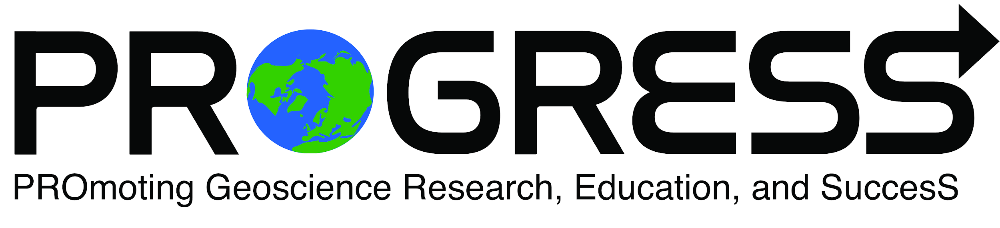 PROGRESS
PROmoting Geoscience Research, Education, and SucceSS